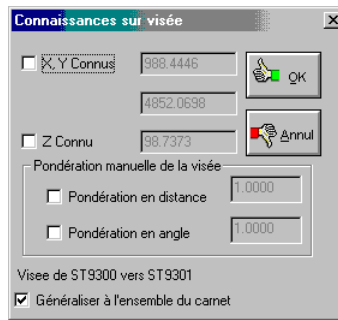 Connaissances sur visée
X, Y Connus
988.4446
OK
4852.0698
Z Connu
98.7373
Annul
Pondération manuelle de la visée
Pondération en distance
1.0000
Pondération en angle
1.0000
Visee de ST9300 vers ST9301
Généraliser à l'ensemble du carnet